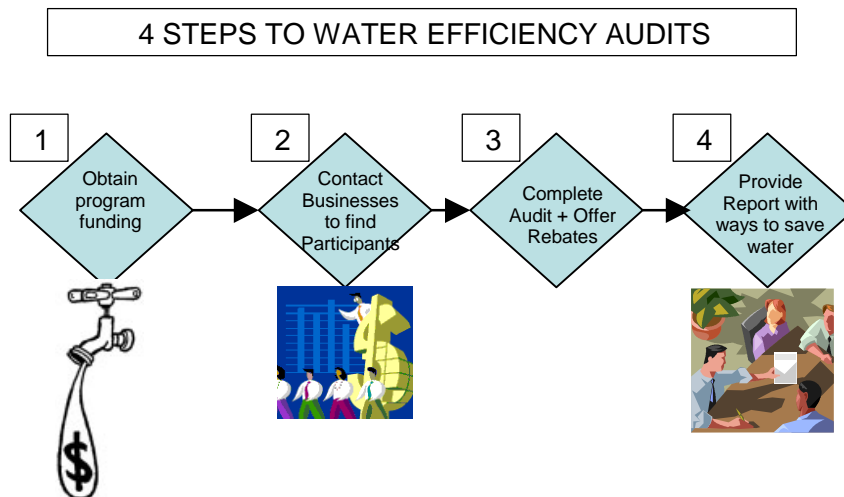 4 STEPS TO WATER EFFICIENCY AUDITS
1
Obtain
program
funding
2
Contact
Businesses
to find
Participants
3
Complete
Audit + Offer
Rebates
4
Provide
Report with
ways to save
water
$